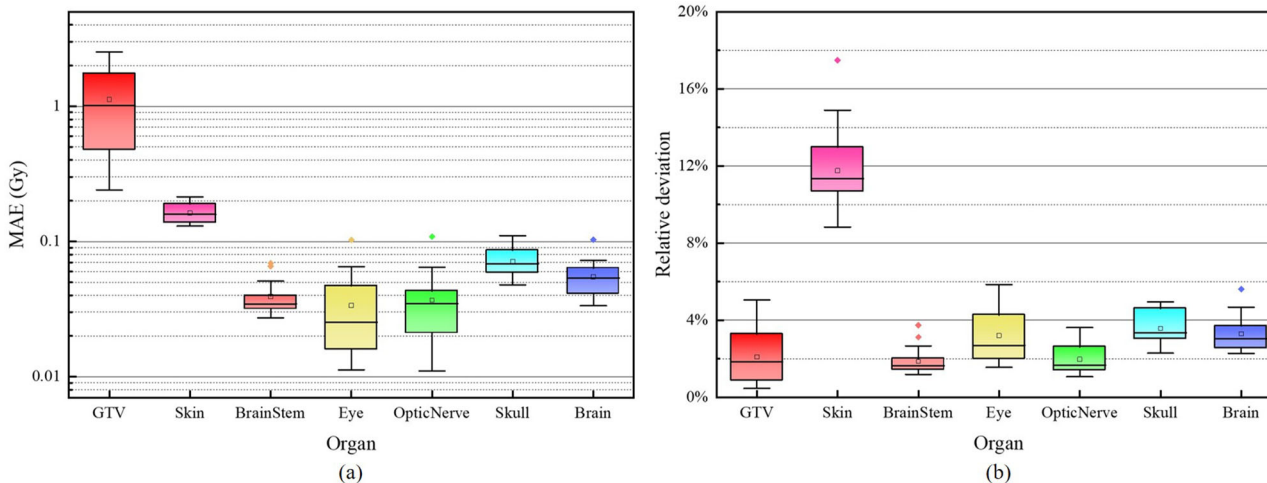 MAE (Gy)
1
0.1
0.01
GTV Skin BrainStem Eye OpticNerve Skull Brain
Organ
(a)
Relative deviation
20%
16%
12%
8%
4%
0%
GTV Skin BrainStem Eye OpticNerve Skull Brain
Organ
(b)